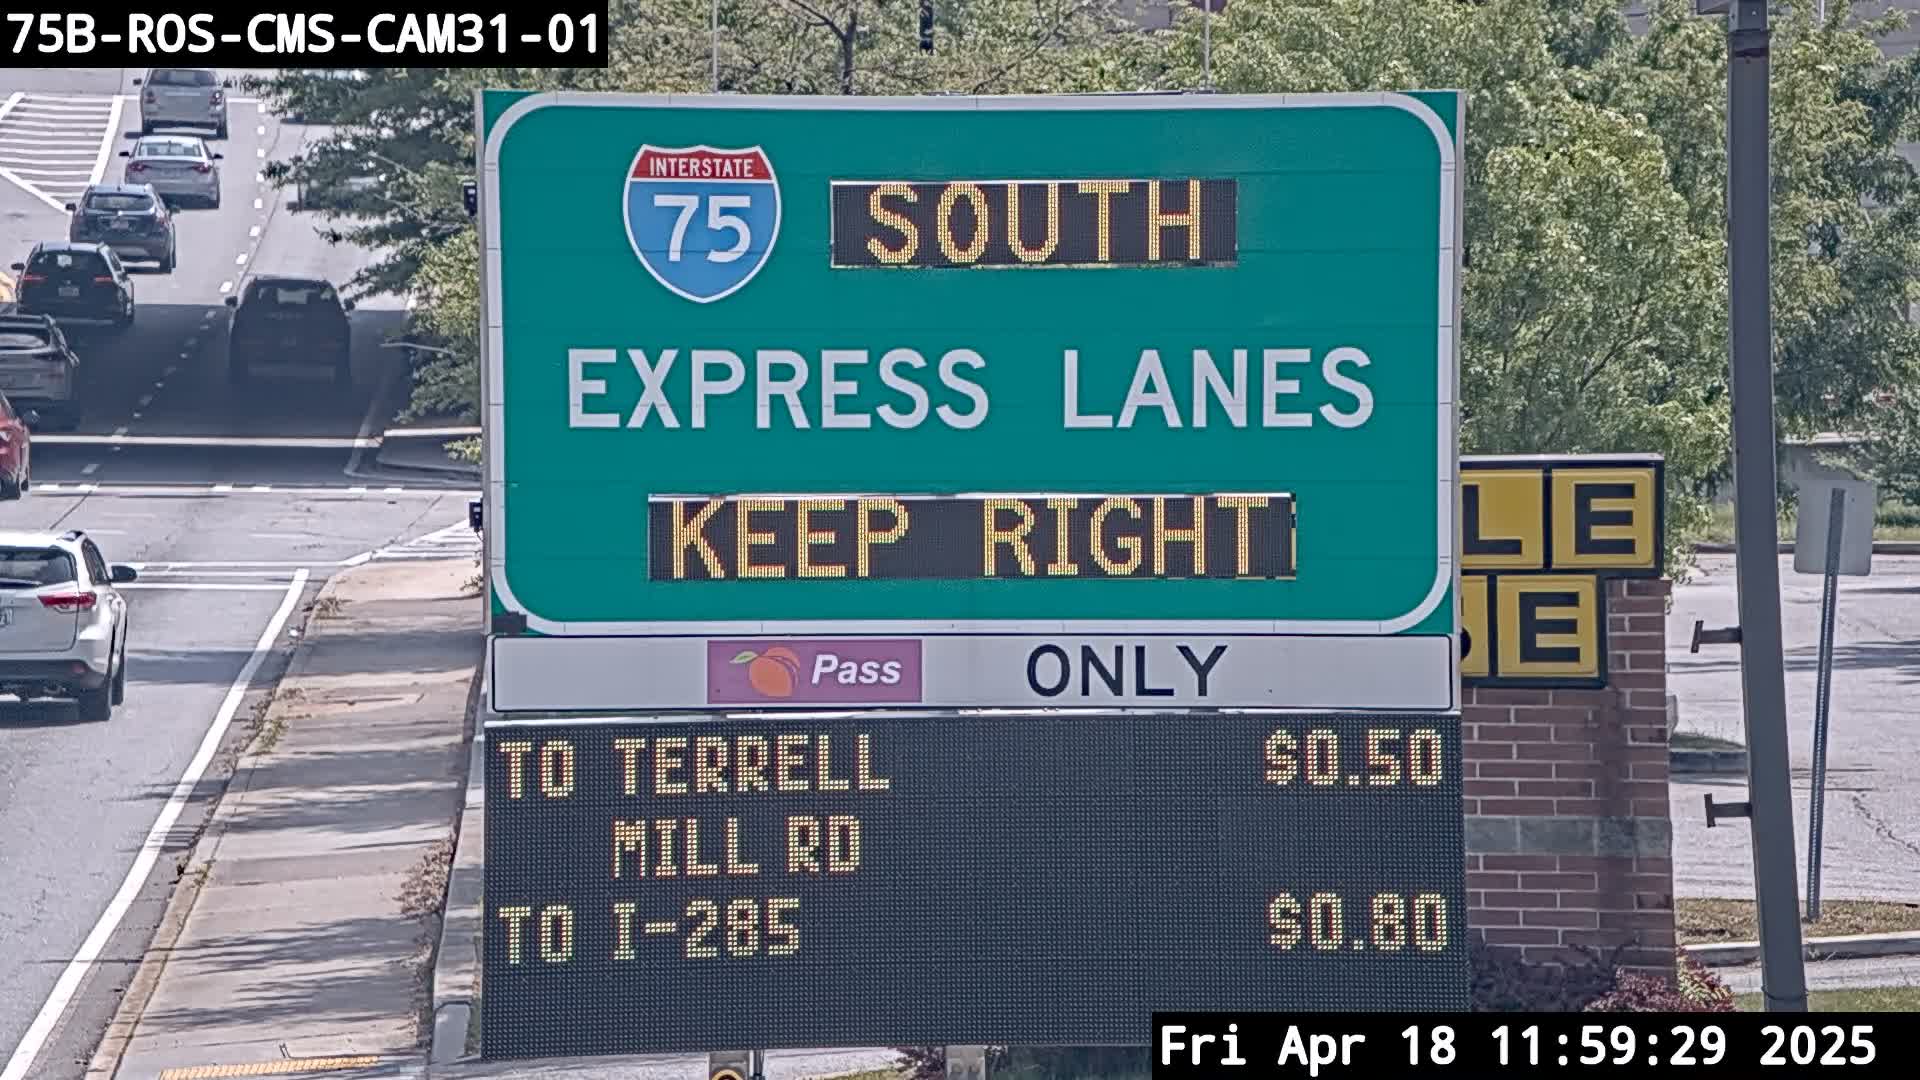 75B-ROS-CMS-CAM31-01
INTERSTATE
75
SOUTH
EXPRESS LANES
KEEP RIGHT
Pass ONLY
TO TERRELL $0.50
MILL RD
TO I-285 $0.80
LE
E
Fri Apr 18 11:59:29 2025